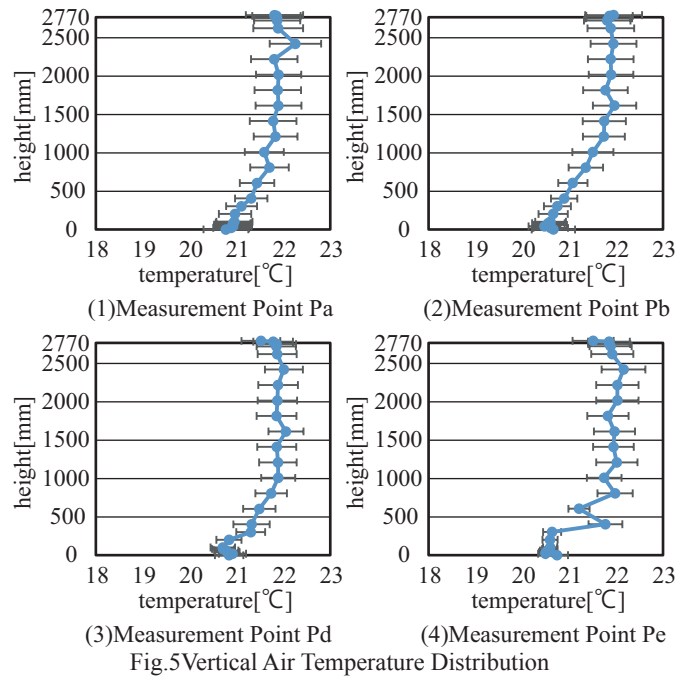 2770
2500
2000
1500
1000
500
0
height[mm]
18 19 20 21 22 23
temperature[℃]
(1)Measurement Point Pa
2770
2500
2000
1500
1000
500
0
height[mm]
18 19 20 21 22 23
temperature[℃]
(2)Measurement Point Pb
2770
2500
2000
1500
1000
500
0
height[mm]
18 19 20 21 22 23
temperature[℃]
(3)Measurement Point Pd
2770
2500
2000
1500
1000
500
0
height[mm]
18 19 20 21 22 23
temperature[℃]
(4)Measurement Point Pe
Fig.5Vertical Air Temperature Distribution